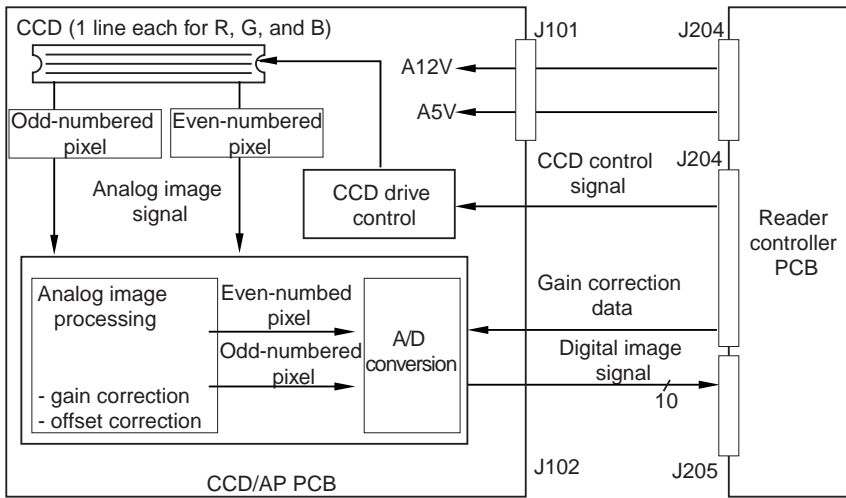 CCD (1 line each for R, G, and B)
J101
J204
A12V
A5V
Odd-numbered
pixel
Even-numbered
pixel
Analog image
signal
CCD drive
control
CCD control
signal
J204
Reader
controller
PCB
Analog image
processing
- gain correction
- offset correction
Even-numbed
pixel
Odd-numbered
pixel
A/D
conversion
Gain correction
data
Digital image
signal
10
J102
J205
CCD/AP PCB